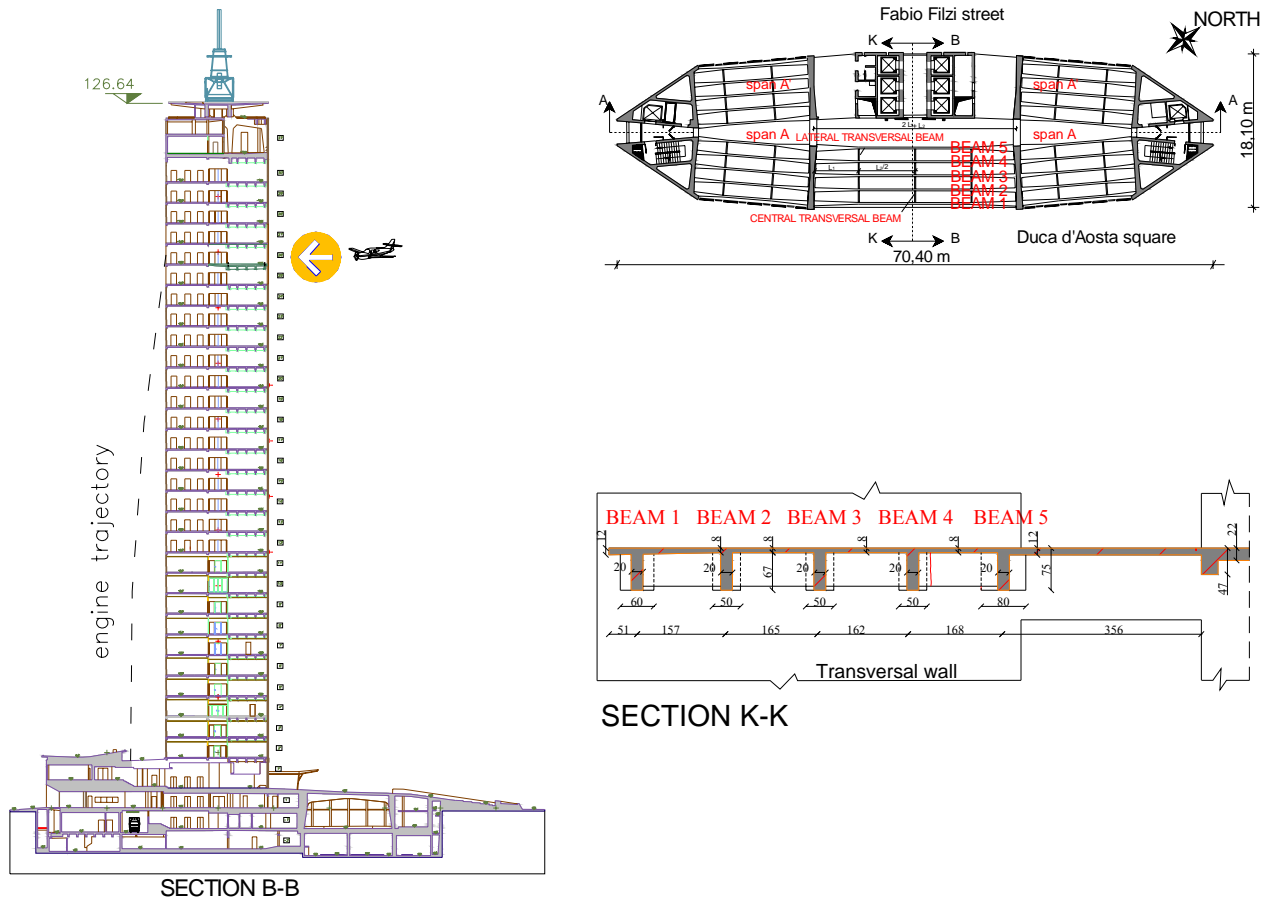 126.64
engine trajectory
SECTION B-B
Fabio Filzi street
NORTH
K
B
A
A
span A'
span A'
span A
span A
LATERAL TRANSVERSAL BEAM
BEAM 5
BEAM 4
BEAM 3
BEAM 2
BEAM 1
L₁
L₂/2
CENTRAL TRANSVERSAL BEAM
K
B
Duca d'Aosta square
18,10 m
70,40 m
BEAM 1
BEAM 2
BEAM 3
BEAM 4
BEAM 5
12
8
8
8
8
12
22
20
20
67
20
20
20
75
47
60
50
50
50
80
51
157
165
162
168
356
Transversal wall
SECTION K-K